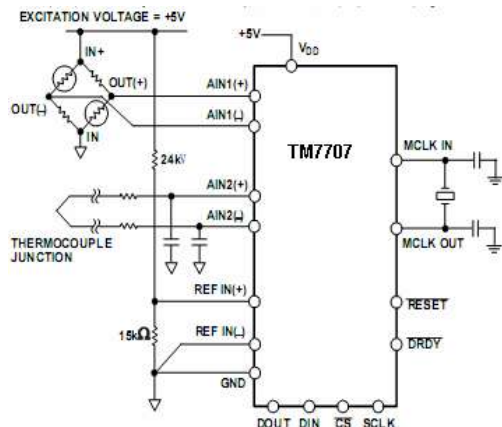 EXCITATION VOLTAGE = +5V
+5V
VDD
IN+
OUT(+)
OUT(-)
IN
AIN1(+)
AIN1(-)
TM7707
MCLK IN
24k
AIN2(+)
AIN2(-)
MCLK OUT
THERMOCOUPLE
JUNCTION
REF IN(+)
RESET
15kΩ
REF IN(-)
DRDY
GND
DOUT DIN CS SCLK